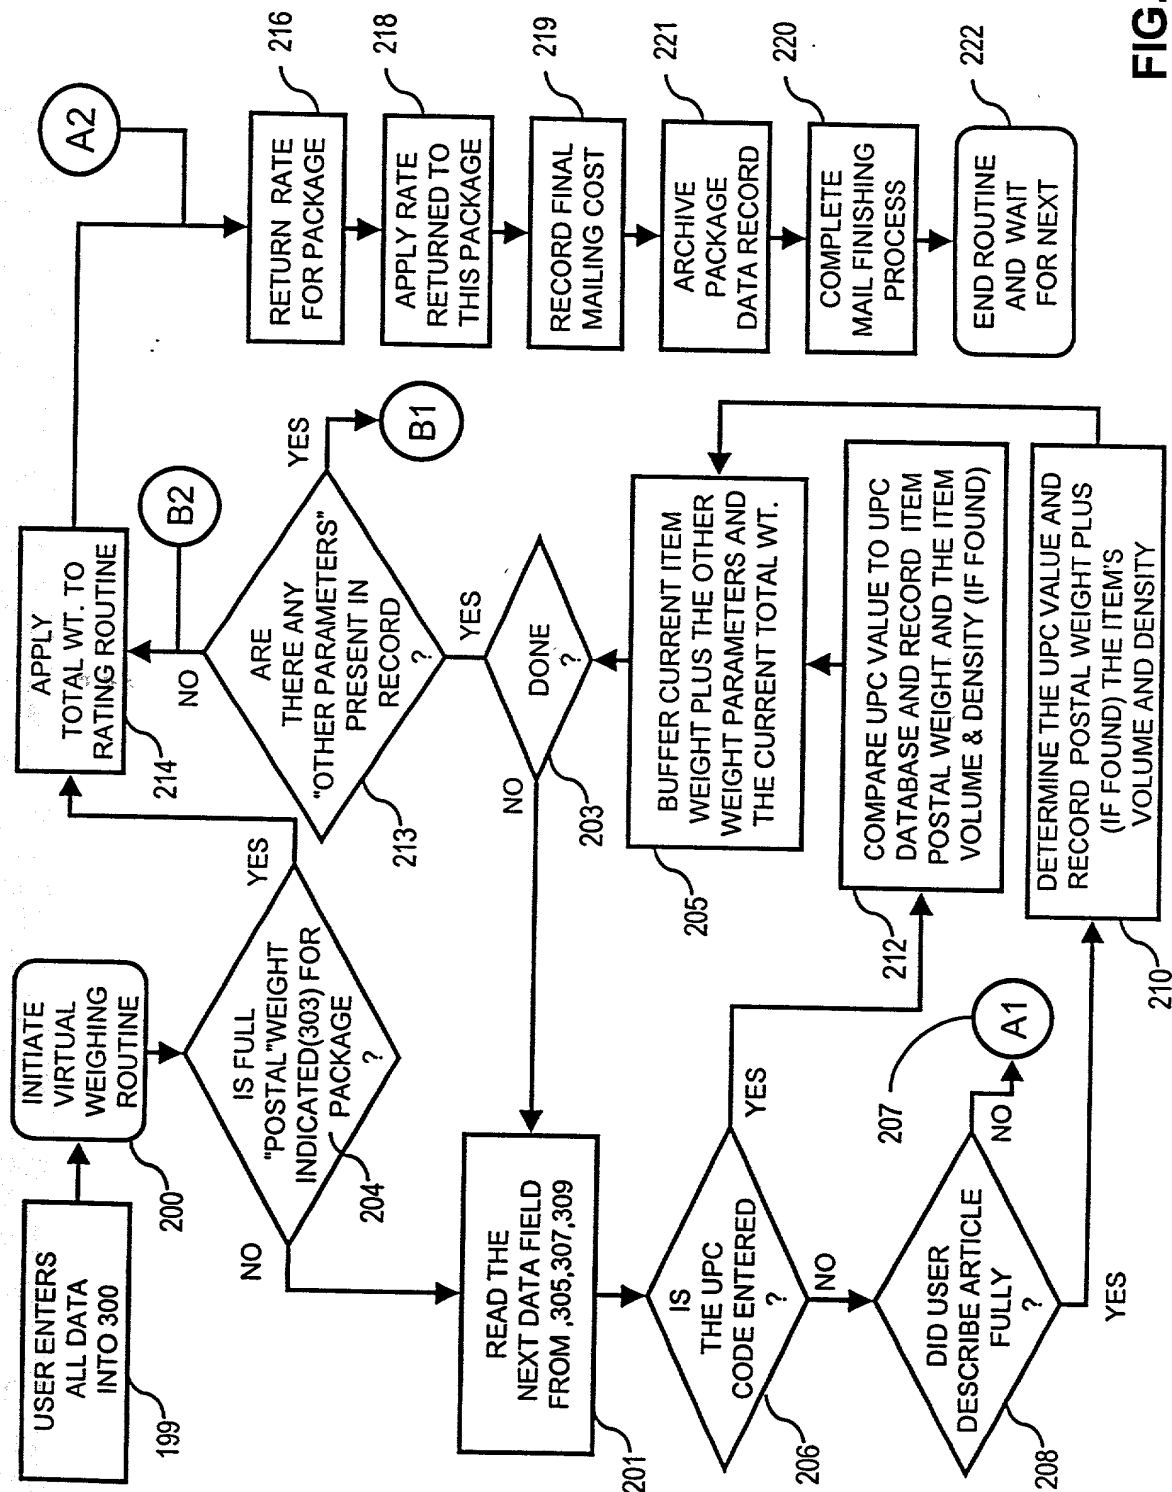 USER ENTERS
ALL DATA
INTO 300
199
INITIATE
VIRTUAL
WEIGHING
ROUTINE
200
IS FULL
"POSTAL"WEIGHT
INDICATED(303) FOR
PACKAGE
?
204
NO
YES
APPLY
TOTAL WT. TO
RATING ROUTINE
214
A2
B2
NO
ARE
THERE ANY
"OTHER PARAMETERS"
PRESENT IN
RECORD
?
213
YES
B1
YES
DONE
?
203
NO
READ THE
NEXT DATA FIELD
FROM ,305,307,309
201
IS
THE UPC
CODE ENTERED
?
206
YES
NO
DID USER
DESCRIBE ARTICLE
FULLY
?
208
NO
207
A1
YES
BUFFER CURRENT ITEM
WEIGHT PLUS THE OTHER
WEIGHT PARAMETERS AND
THE CURRENT TOTAL WT.
205
COMPARE UPC VALUE TO UPC
DATABASE AND RECORD ITEM
POSTAL WEIGHT AND THE ITEM
VOLUME & DENSITY (IF FOUND)
212
DETERMINE THE UPC VALUE AND
RECORD POSTAL WEIGHT PLUS
(IF FOUND) THE ITEM'S
VOLUME AND DENSITY
210
RETURN RATE
FOR PACKAGE
216
APPLY RATE
RETURNED TO
THIS PACKAGE
218
RECORD FINAL
MAILING COST
219
ARCHIVE
PACKAGE
DATA RECORD
221
COMPLETE
MAIL FINISHING
PROCESS
220
END ROUTINE
AND WAIT
FOR NEXT
222
FIG.